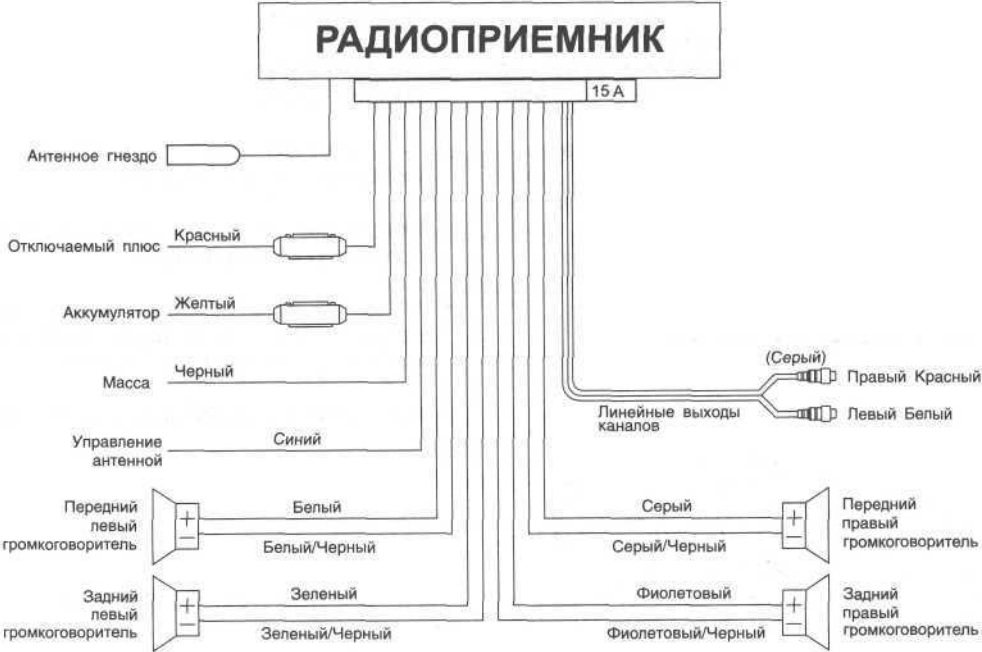 РАДИОПРИЕМНИК
15 А
Антенное гнездо
Отключаемый плюс
Красный
Аккумулятор
Желтый
Масса
Черный
Управление
антенной
Синий
(Серый)
Правый Красный
Левый Белый
Линейные выходы
каналов
Передний
левый
громкоговоритель
+
−
Белый
Белый/Черный
Серый
Серый/Черный
+
−
Передний
правый
громкоговоритель
Задний
левый
громкоговоритель
+
−
Зеленый
Зеленый/Черный
Фиолетовый
Фиолетовый/Черный
+
−
Задний
правый
громкоговоритель